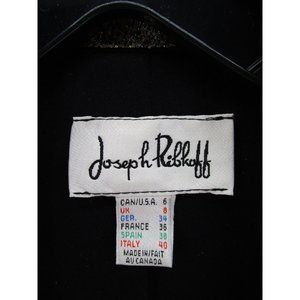 Joseph Ribkoff
CAN/U.S.A. 6
UK 8
GER. 34
FRANCE 36
SPAIN 38
ITALY 40
MADE IN/FAIT
AU CANADA